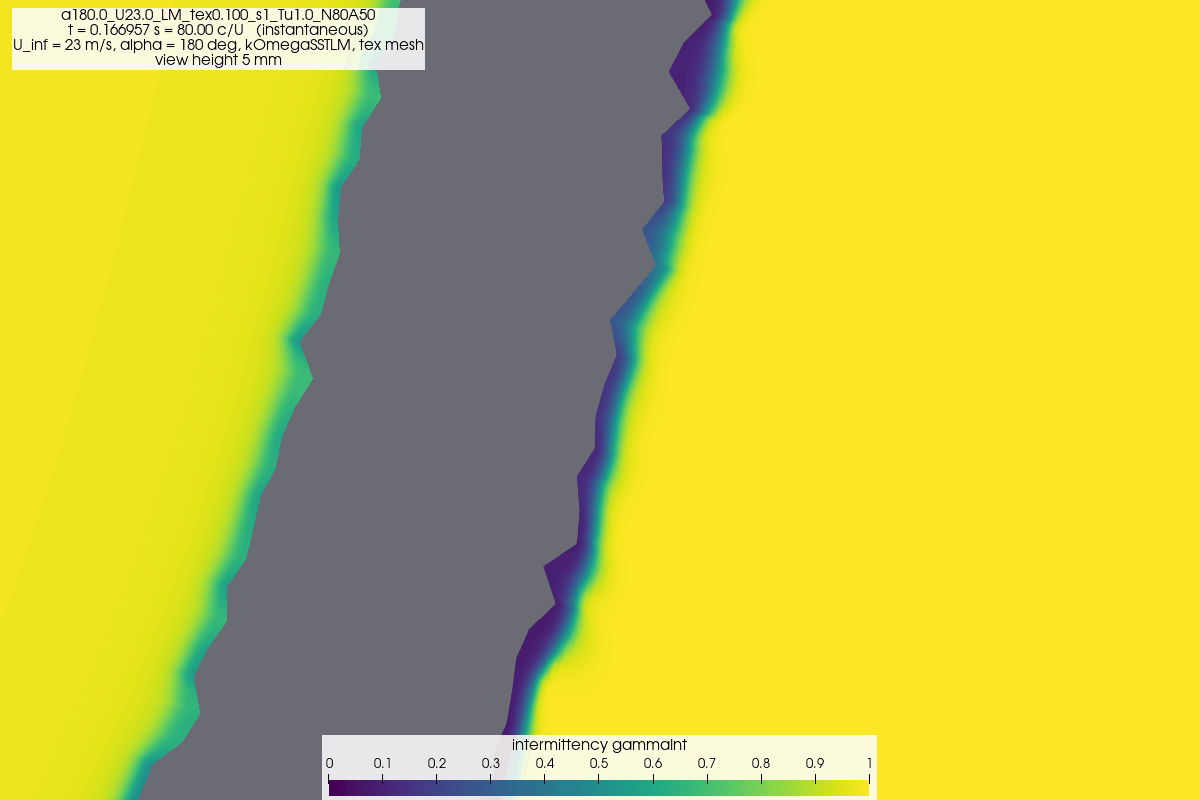 a180.0_U23.0_LM_tex0.100_s1_Tu1.0_N80A50
t = 0.166957 s = 80.00 c/U (instantaneous)
U_inf = 23 m/s, alpha = 180 deg, kOmegaSSTLM, tex mesh
view height 5 mm
intermittency gammaInt
0 0.1 0.2 0.3 0.4 0.5 0.6 0.7 0.8 0.9 1